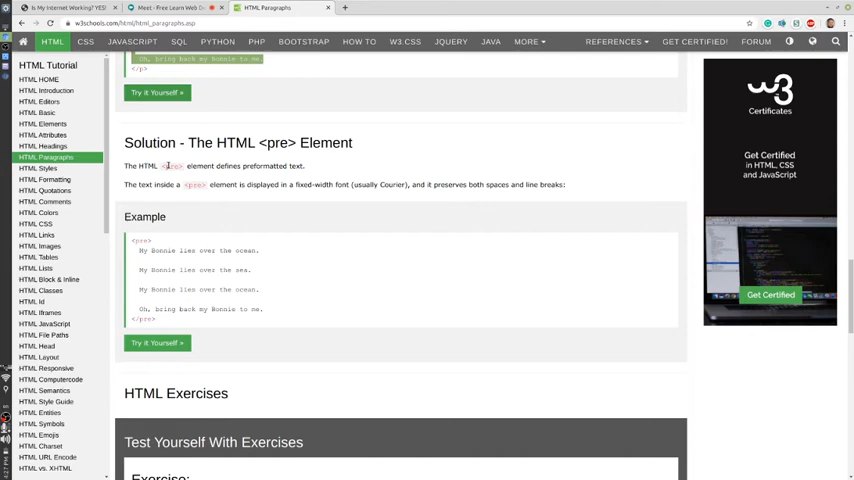 Is My Internet Working? YES!
Meet - Free Learn Web D
HTML Paragraphs
w3schools.com/html/html_paragraphs.asp
HTML
CSS
JAVASCRIPT
SQL
PYTHON
PHP
BOOTSTRAP
HOW TO
W3.CSS
JQUERY
JAVA
MORE
REFERENCES
GET CERTIFIED!
FORUM
HTML Tutorial
HTML HOME
HTML Introduction
HTML Editors
HTML Basic
HTML Elements
HTML Attributes
HTML Headings
HTML Paragraphs
HTML Styles
HTML Formatting
HTML Quotations
HTML Comments
HTML Colors
HTML CSS
HTML Links
HTML Images
HTML Tables
HTML Lists
HTML Block & Inline
HTML Classes
HTML Id
HTML Iframes
HTML JavaScript
HTML File Paths
HTML Head
HTML Layout
HTML Responsive
HTML Computercode
HTML Semantics
HTML Style Guide
HTML Entities
HTML Symbols
HTML Emojis
HTML Charset
HTML URL Encode
HTML vs. XHTML
Oh, bring back my Bonnie to me.
</p>
Try it Yourself »
Solution - The HTML <pre> Element
The HTML <pre> element defines preformatted text.
The text inside a <pre> element is displayed in a fixed-width font (usually Courier), and it preserves both spaces and line breaks:
Example
<pre>
My Bonnie lies over the ocean.
My Bonnie lies over the sea.
My Bonnie lies over the ocean.
Oh, bring back my Bonnie to me.
</pre>
Try it Yourself »
HTML Exercises
Test Yourself With Exercises
Exercise:
w3
Certificates
Get Certified
in HTML, CSS
and JavaScript
Get Certified